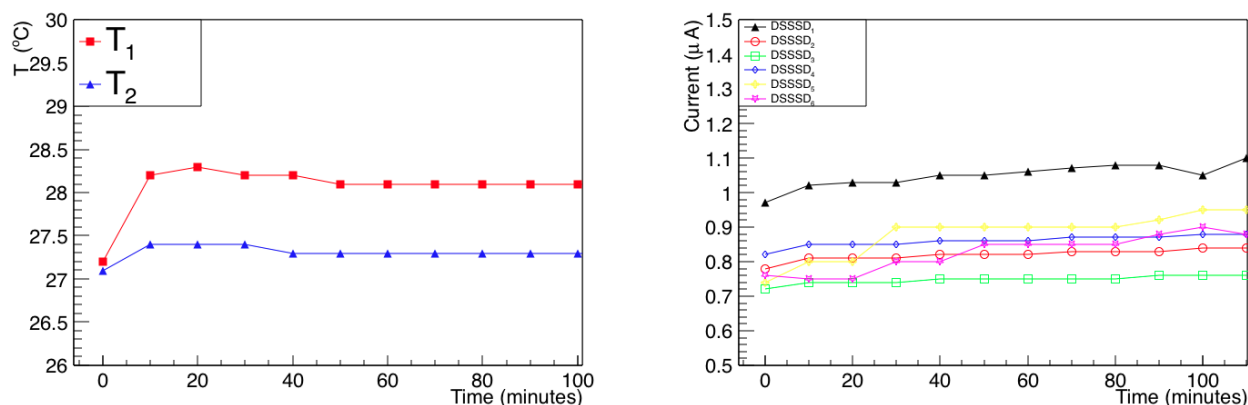 T (°C)
30
29.5
29
28.5
28
27.5
27
26.5
26
0 20 40 60 80 100
Time (minutes)
T₁
T₂
Current (μA)
1.5
1.4
1.3
1.2
1.1
1
0.9
0.8
0.7
0.6
0.5
0 20 40 60 80 100
Time (minutes)
DSSSD₁
DSSSD₂
DSSSD₃
DSSSD₄
DSSSD₅
DSSSD₆